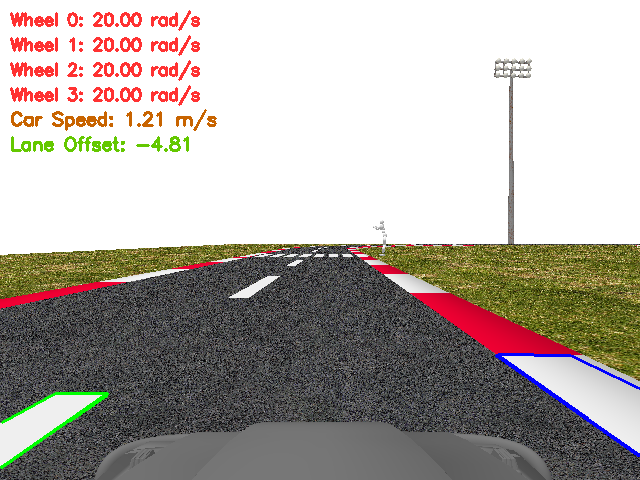 Wheel 0: 20.00 rad/s
Wheel 1: 20.00 rad/s
Wheel 2: 20.00 rad/s
Wheel 3: 20.00 rad/s
Car Speed: 1.21 m/s
Lane Offset: -4.81